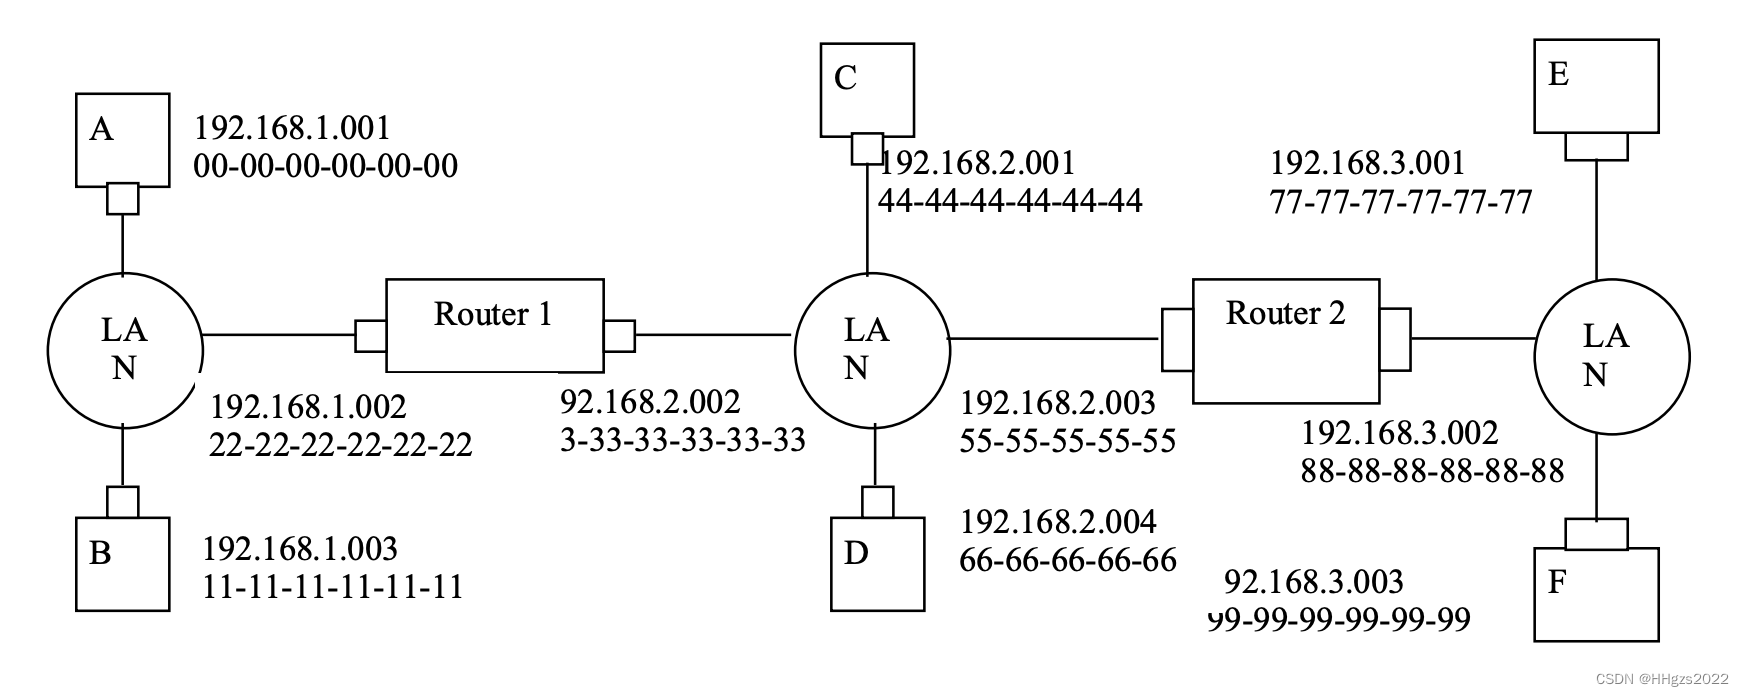 A
192.168.1.001
00-00-00-00-00-00
C
192.168.2.001
44-44-44-44-44-44
E
192.168.3.001
77-77-77-77-77-77
LA
N
Router 1
LA
N
Router 2
LA
N
192.168.1.002
22-22-22-22-22-22
92.168.2.002
3-33-33-33-33-33
192.168.2.003
55-55-55-55-55
192.168.3.002
88-88-88-88-88-88
B
192.168.1.003
11-11-11-11-11-11
D
192.168.2.004
66-66-66-66-66
92.168.3.003
99-99-99-99-99-99
F
CSDN @HHgzs2022